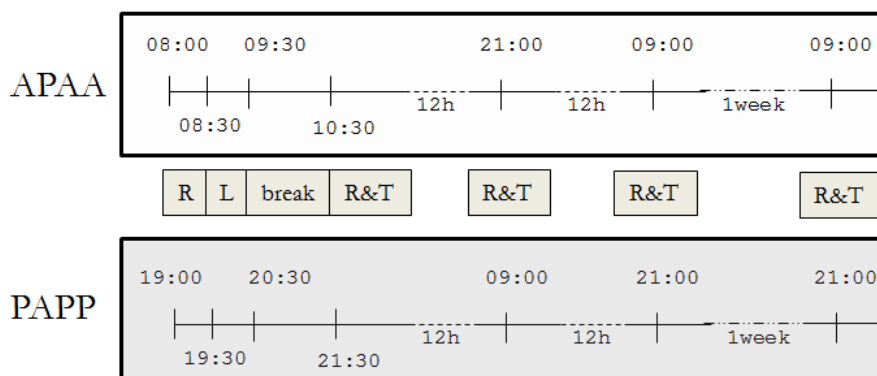 08:00 09:30 21:00 09:00 09:00
APAA
12h 12h 1week
08:30 10:30
R L break R&T R&T R&T R&T
19:00 20:30 09:00 21:00 21:00
PAPP
12h 12h 1week
19:30 21:30